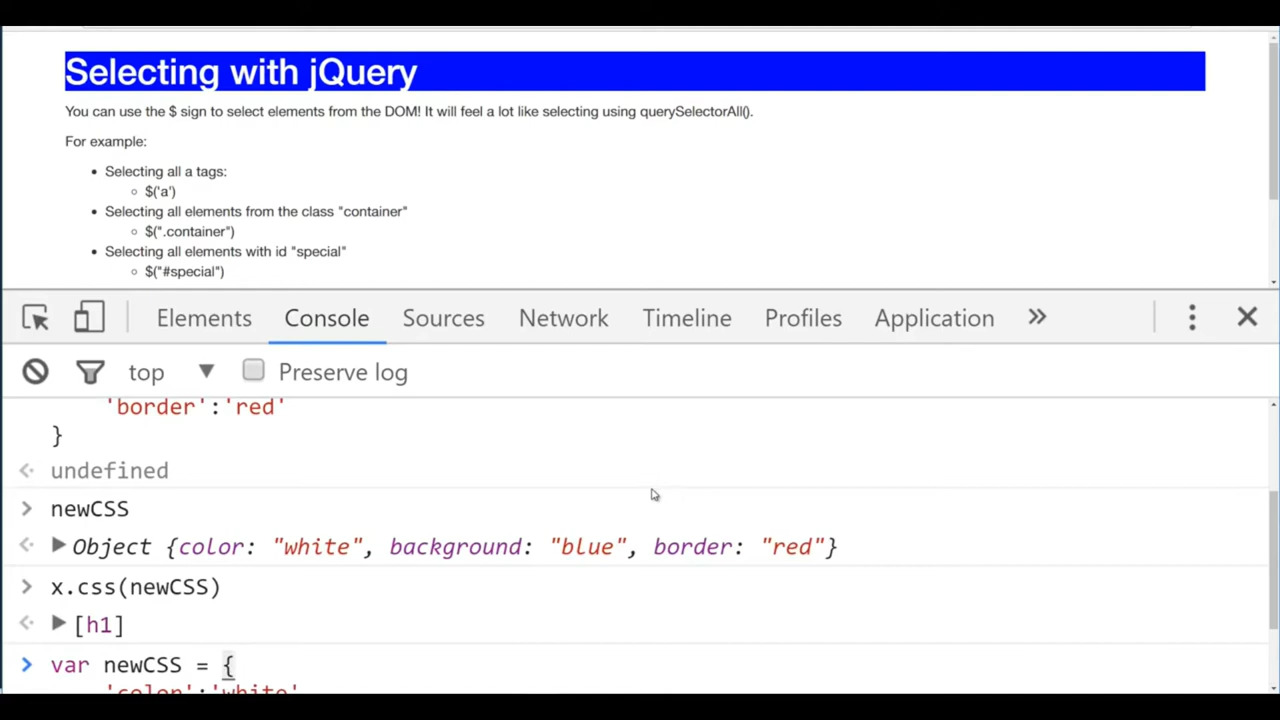 Selecting with jQuery
You can use the $ sign to select elements from the DOM! It will feel a lot like selecting using querySelectorAll().
For example:
Selecting all a tags:
$('a')
Selecting all elements from the class "container"
$(".container")
Selecting all elements with id "special"
$("#special")
Elements Console Sources Network Timeline Profiles Application »
top Preserve log
'border':'red'
}
undefined
newCSS
Object {color: "white", background: "blue", border: "red"}
x.css(newCSS)
[h1]
var newCSS = {
'color':'white'